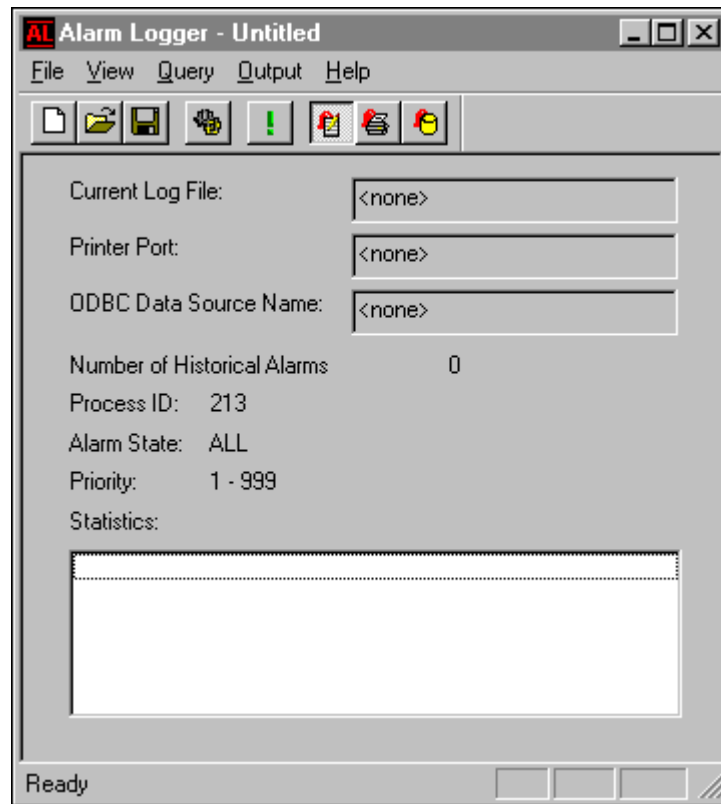 AL Alarm Logger - Untitled
File View Query Output Help
Current Log File: <none>
Printer Port: <none>
ODBC Data Source Name: <none>
Number of Historical Alarms 0
Process ID: 213
Alarm State: ALL
Priority: 1 - 999
Statistics:
Ready